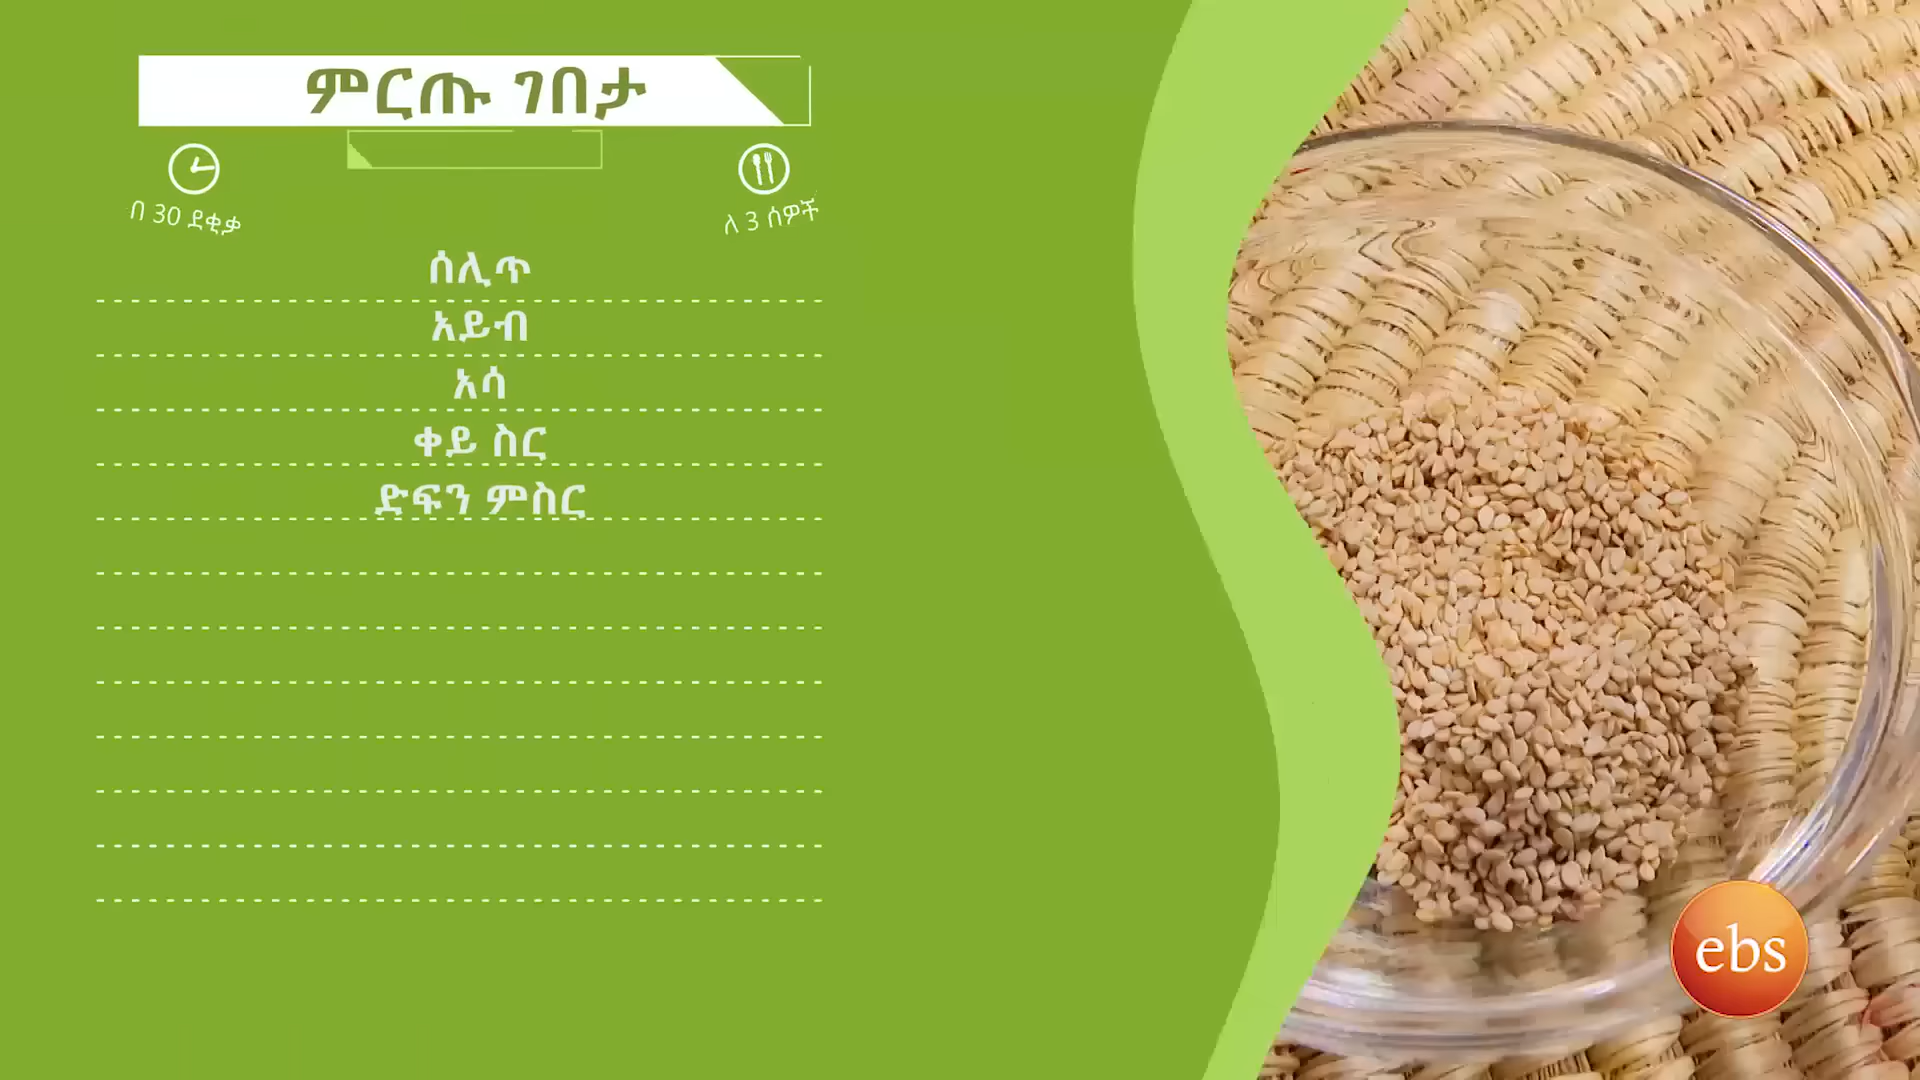 ምርጡ ገበታ
በ 30 ደቂቃ
ለ 3 ሰዎች
ሰሊጥ
አይብ
አሳ
ቀይ ስር
ድፍን ምስር
ebs